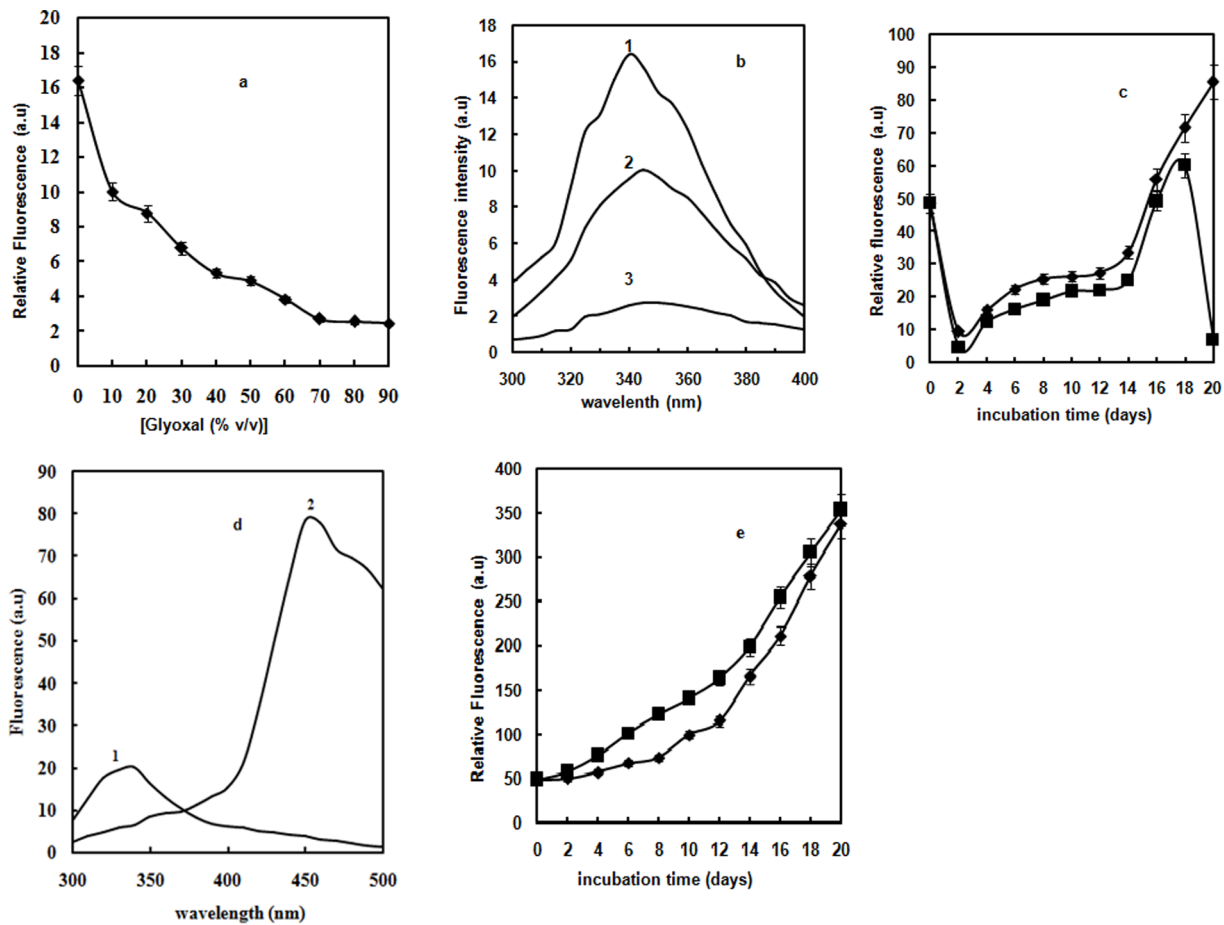 20
18
16
14
12
10
8
6
4
2
0
Relative Fluorescence (a.u)
a
0 10 20 30 40 50 60 70 80 90
[Glyoxal (% v/v)]
18
16
14
12
10
8
6
4
2
0
Fluorescence intensity (a.u)
b
1
2
3
300 320 340 360 380 400
wavelenth (nm)
100
90
80
70
60
50
40
30
20
10
0
Relative fluorescence (a.u)
c
0 2 4 6 8 10 12 14 16 18 20
incubation time (days)
90
80
70
60
50
40
30
20
10
0
Fluorescence (a.u)
d
1
2
300 350 400 450 500
wavelength (nm)
400
350
300
250
200
150
100
50
0
Relative Fluorescence (a.u)
e
0 2 4 6 8 10 12 14 16 18 20
incubation time (days)